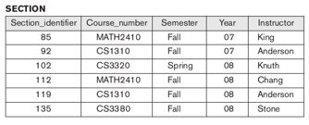 SECTION
Section_identifier Course_number Semester Year Instructor
85 MATH2410 Fall 07 King
92 CS1310 Fall 07 Anderson
102 CS3320 Spring 08 Knuth
112 MATH2410 Fall 08 Chang
119 CS1310 Fall 08 Anderson
135 CS3380 Fall 08 Stone